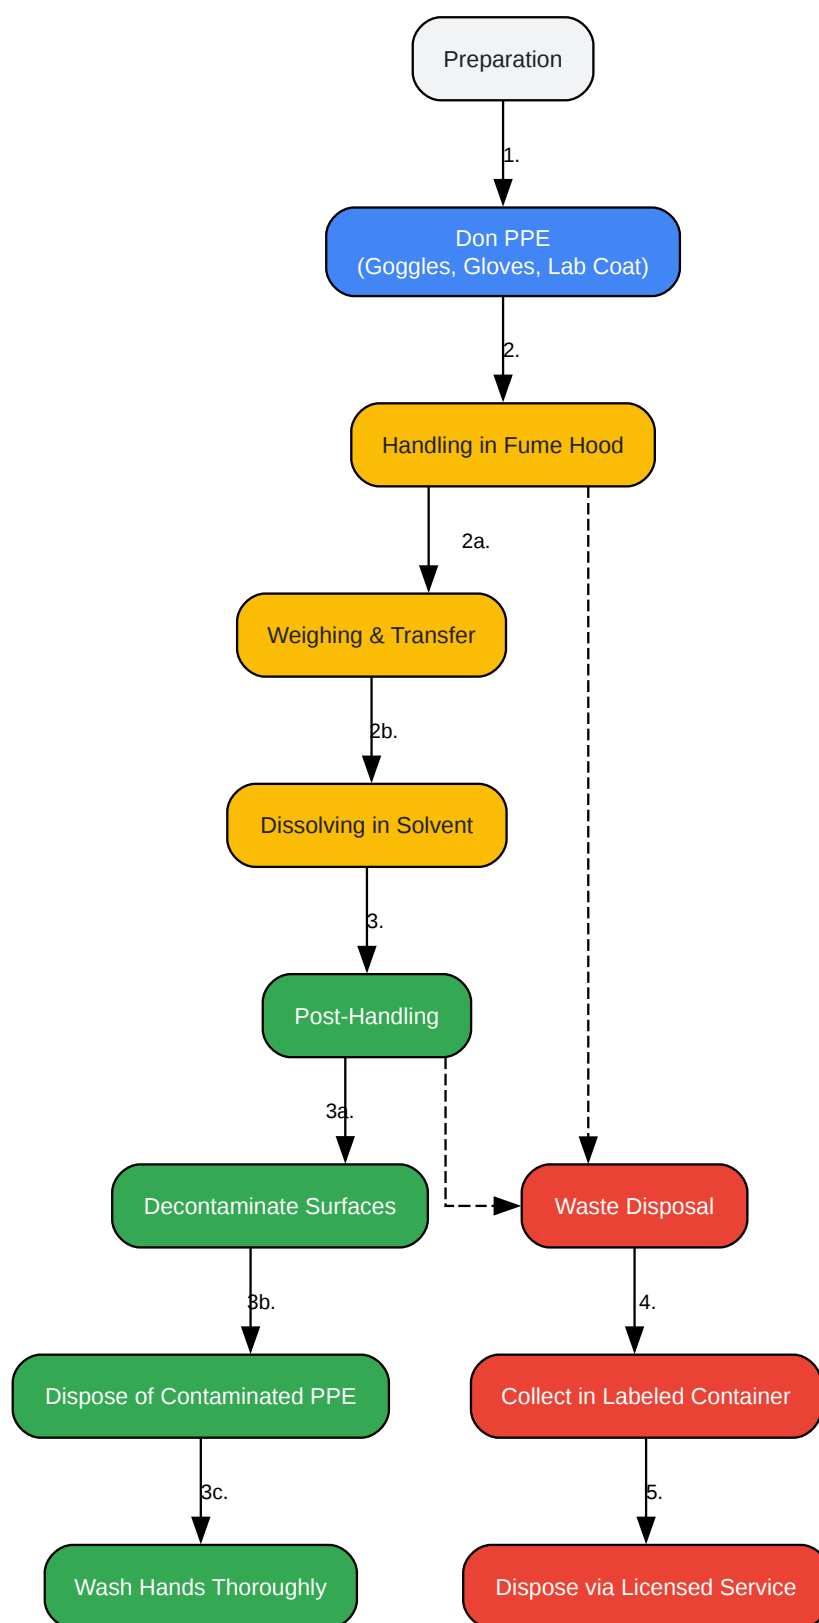 Preparation
1.
Don PPE
(Goggles, Gloves, Lab Coat)
2.
Handling in Fume Hood
2a.
Weighing & Transfer
2b.
Dissolving in Solvent
3.
Post-Handling
3a.
Decontaminate Surfaces
Waste Disposal
3b.
4.
Dispose of Contaminated PPE
Collect in Labeled Container
3c.
5.
Wash Hands Thoroughly
Dispose via Licensed Service